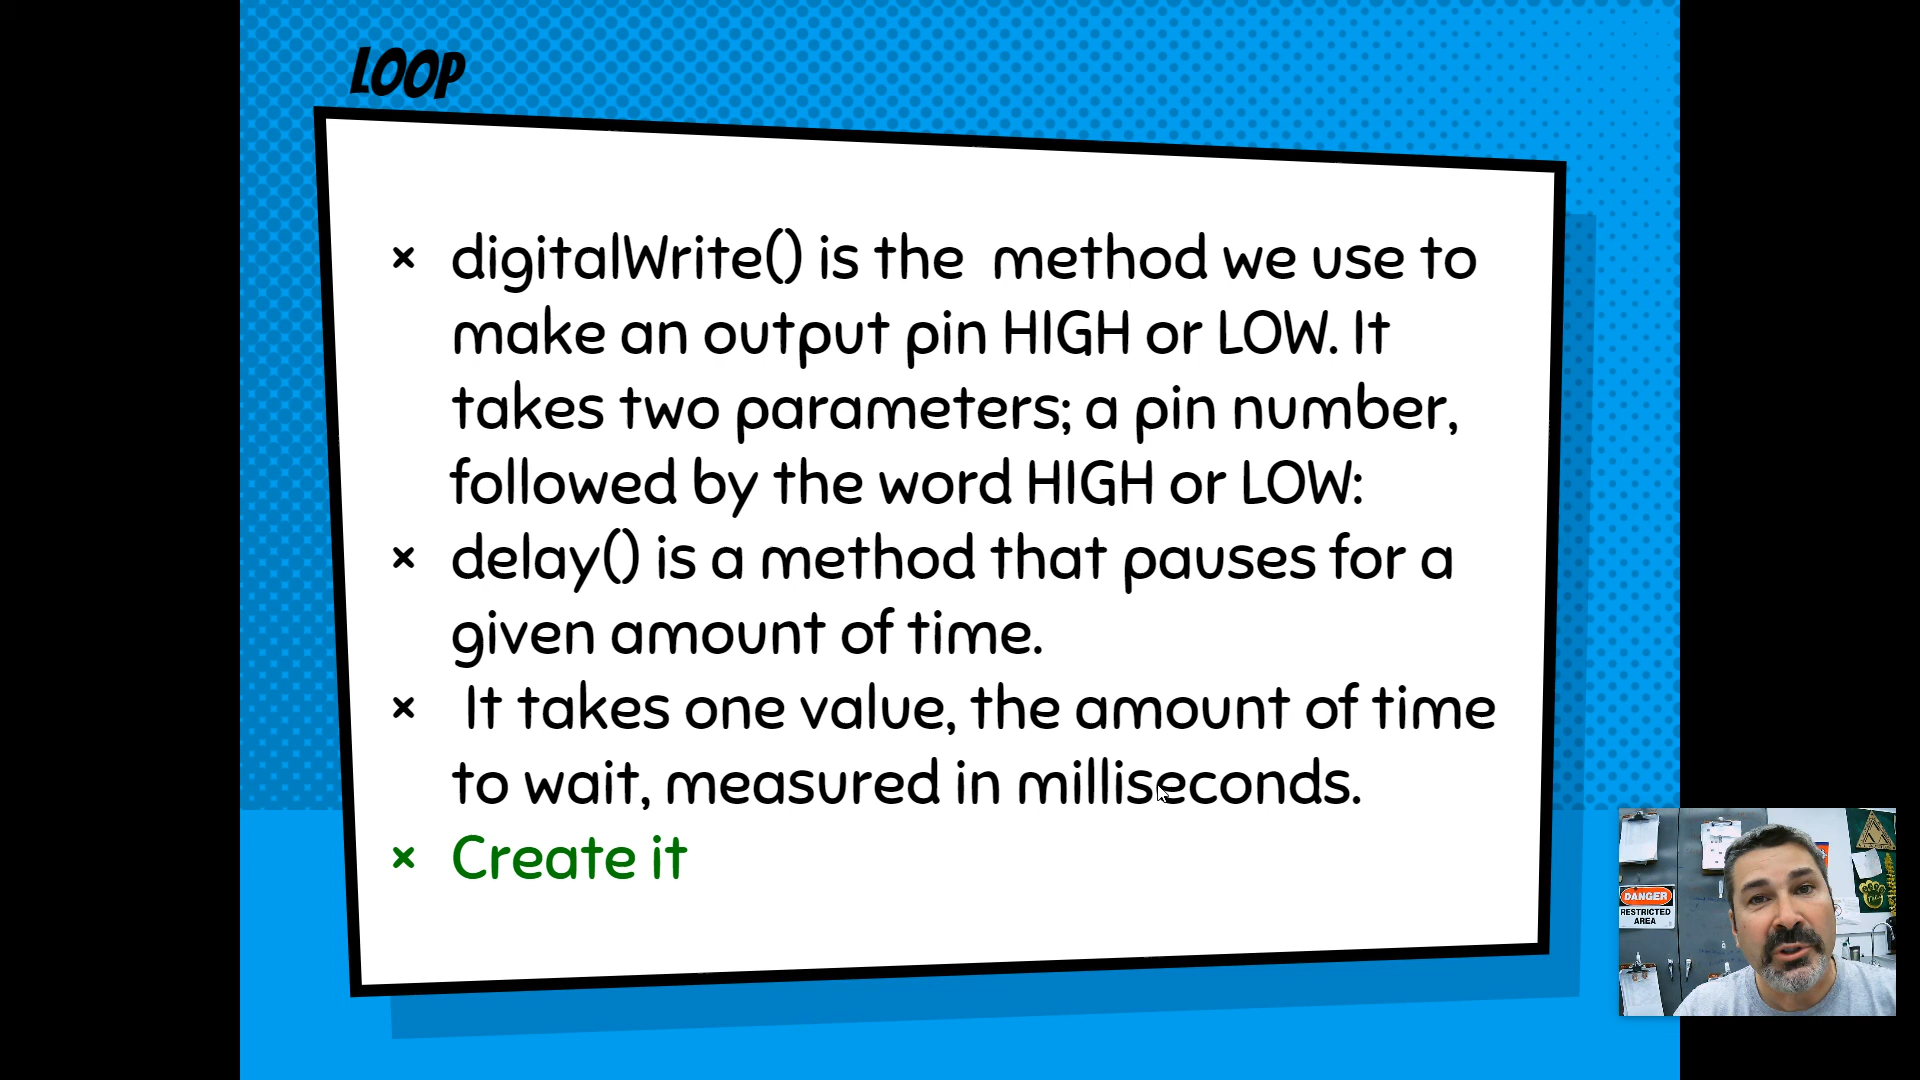 LOOP
× digitalWrite() is the  method we use to
make an output pin HIGH or LOW. It
takes two parameters; a pin number,
followed by the word HIGH or LOW:
× delay() is a method that pauses for a
given amount of time.
× It takes one value, the amount of time
to wait, measured in milliseconds.
× Create it
DANGER
RESTRICTED
AREA